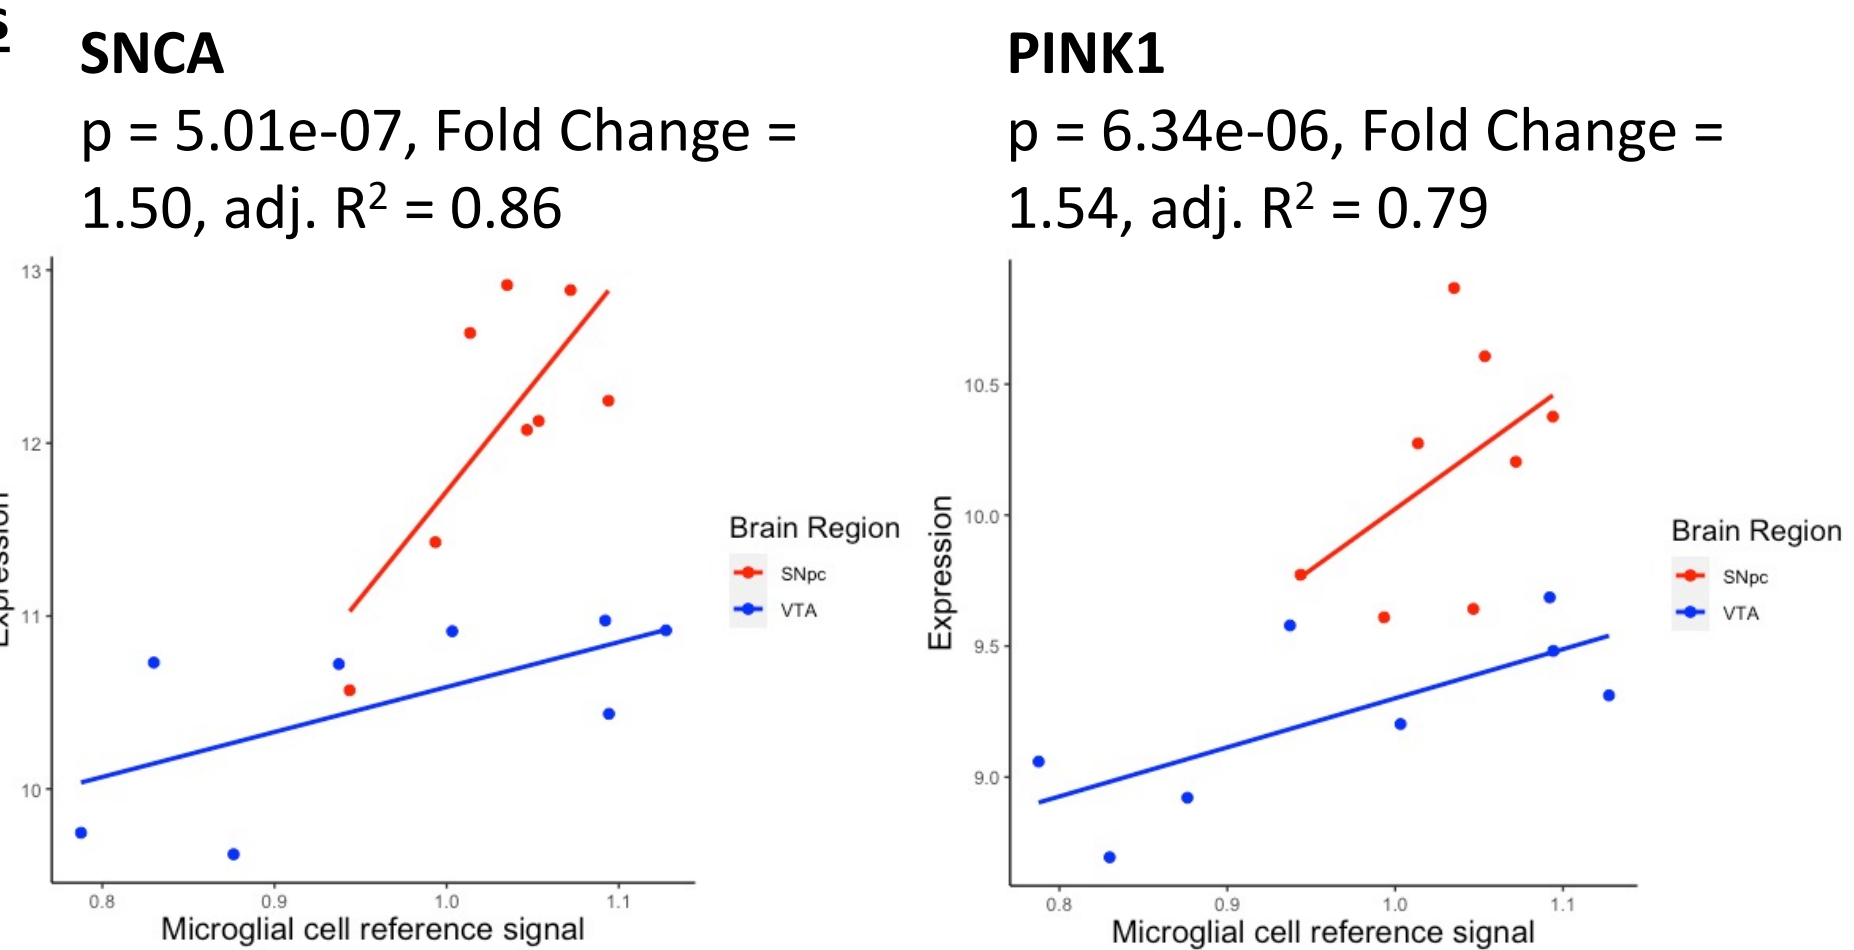 SNCA
p = 5.01e-07, Fold Change =
1.50, adj. R² = 0.86
13
12
11
10
0.8 0.9 1.0 1.1
Microglial cell reference signal
Brain Region
SNpc
VTA
PINK1
p = 6.34e-06, Fold Change =
1.54, adj. R² = 0.79
Expression
10.5
10.0
9.5
9.0
0.8 0.9 1.0 1.1
Microglial cell reference signal
Brain Region
SNpc
VTA